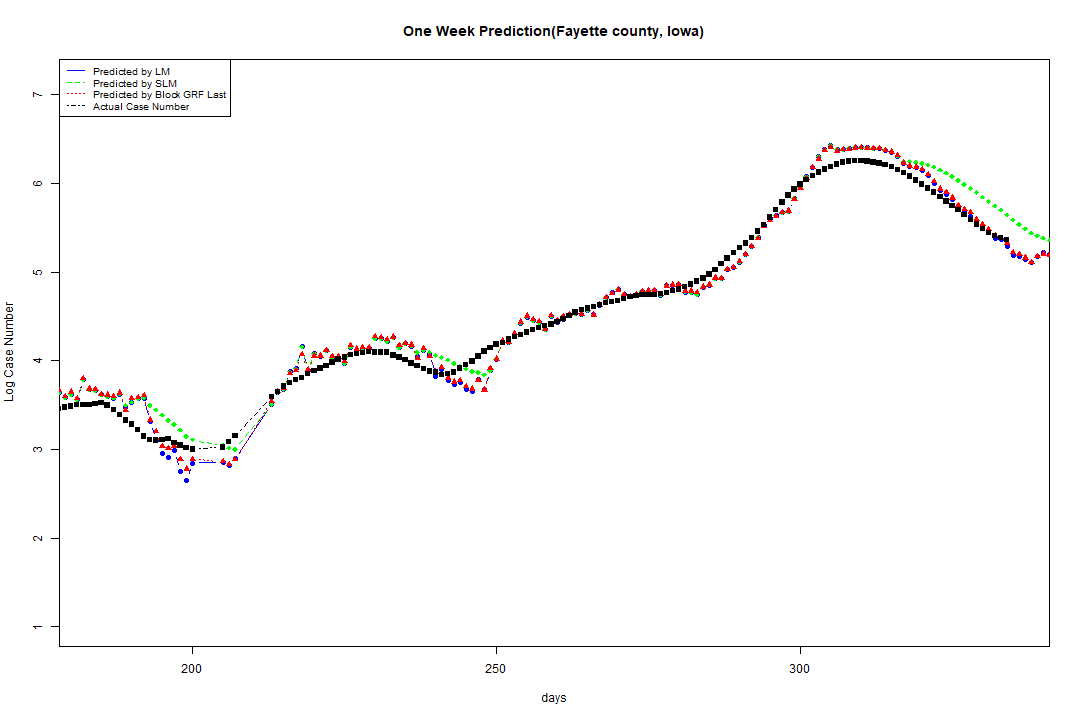 One Week Prediction(Fayette county, Iowa)
Predicted by LM
Predicted by SLM
Predicted by Block GRF Last
Actual Case Number
7
6
5
4
3
2
1
Log Case Number
200 250 300
days